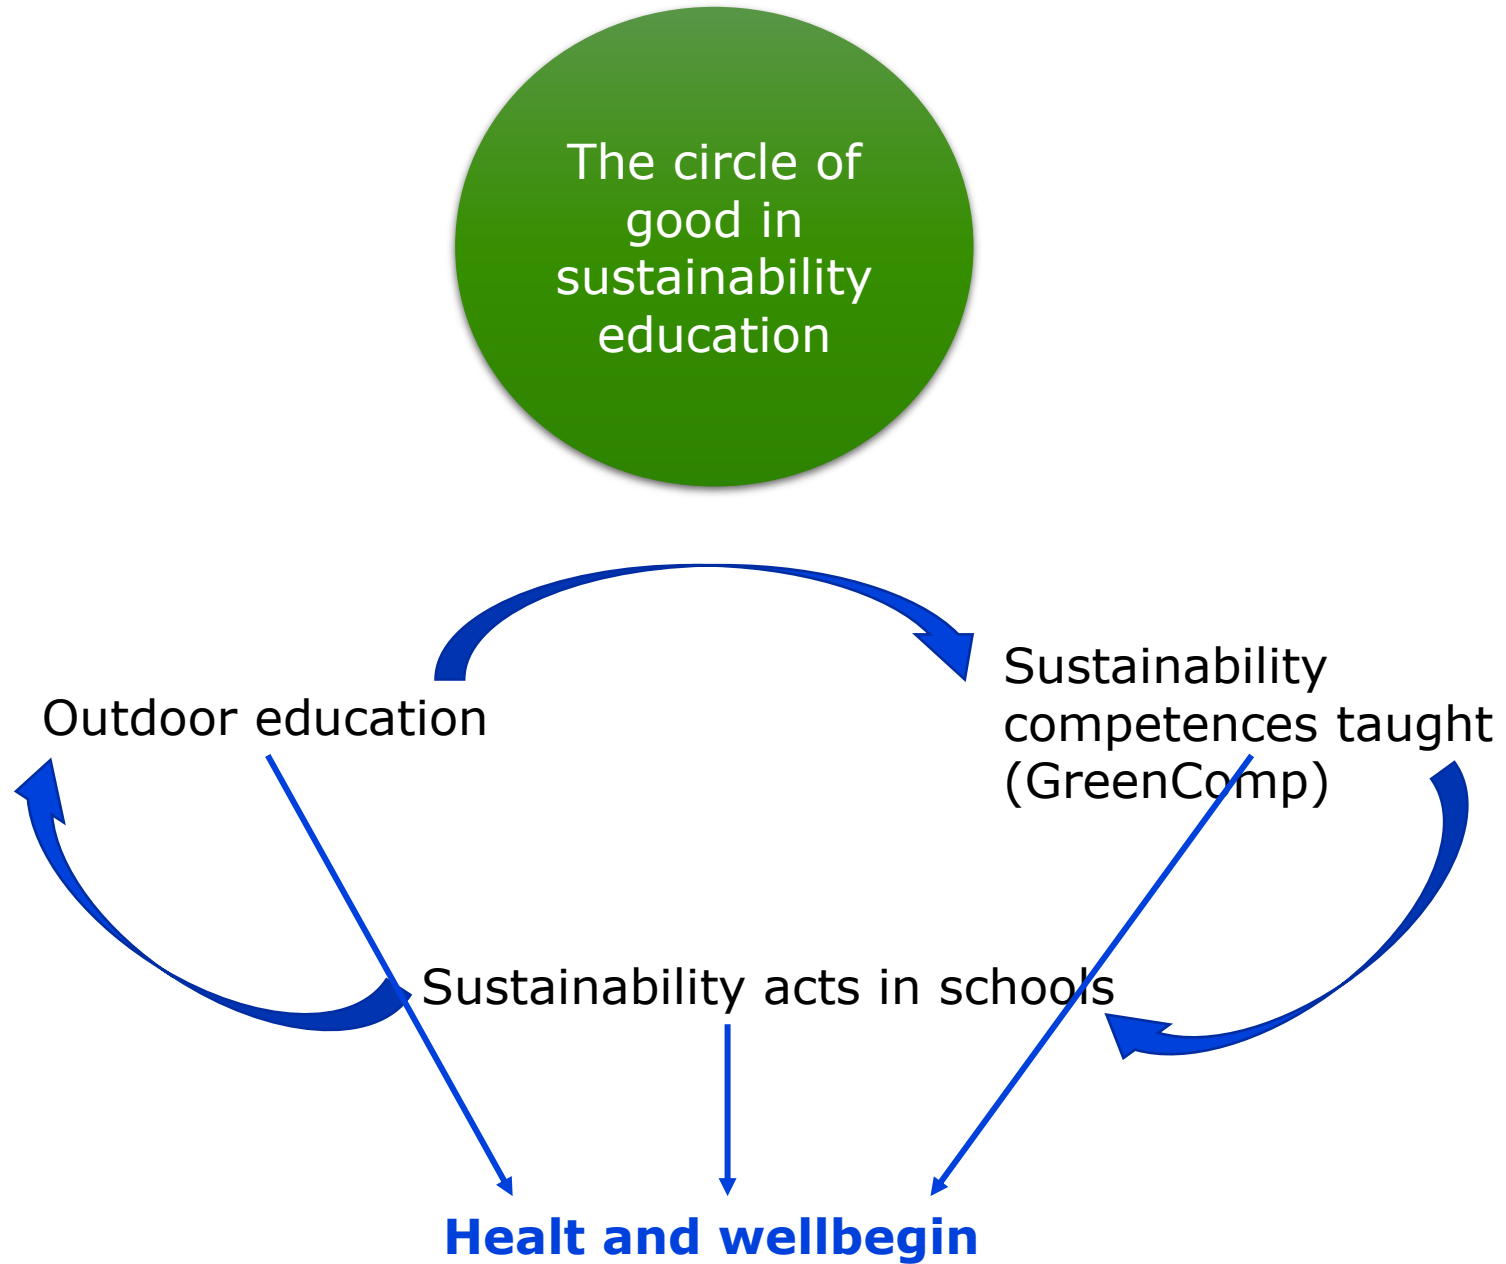 The circle of
good in
sustainability
education
Outdoor education
Sustainability
competences taught
(GreenComp)
Sustainability acts in schools
Healt and wellbegin